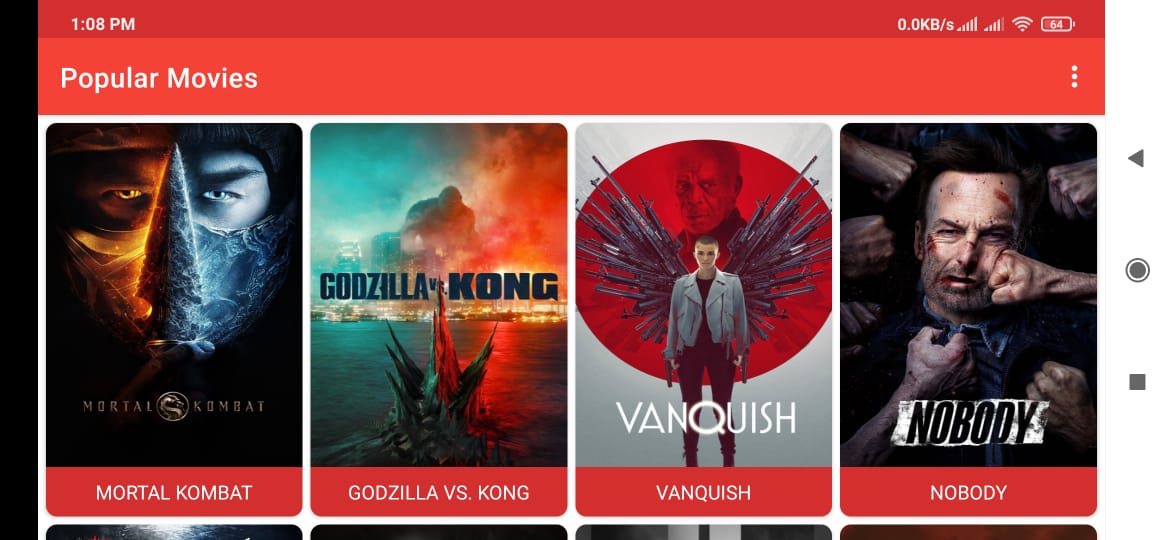 1:08 PM
0.0KB/s
64
Popular Movies
MORTAL KOMBAT
GODZILLA VS. KONG
VANQUISH
NOBODY
MORTAL KOMBAT
GODZILLA VS. KONG
VANQUISH
NOBODY